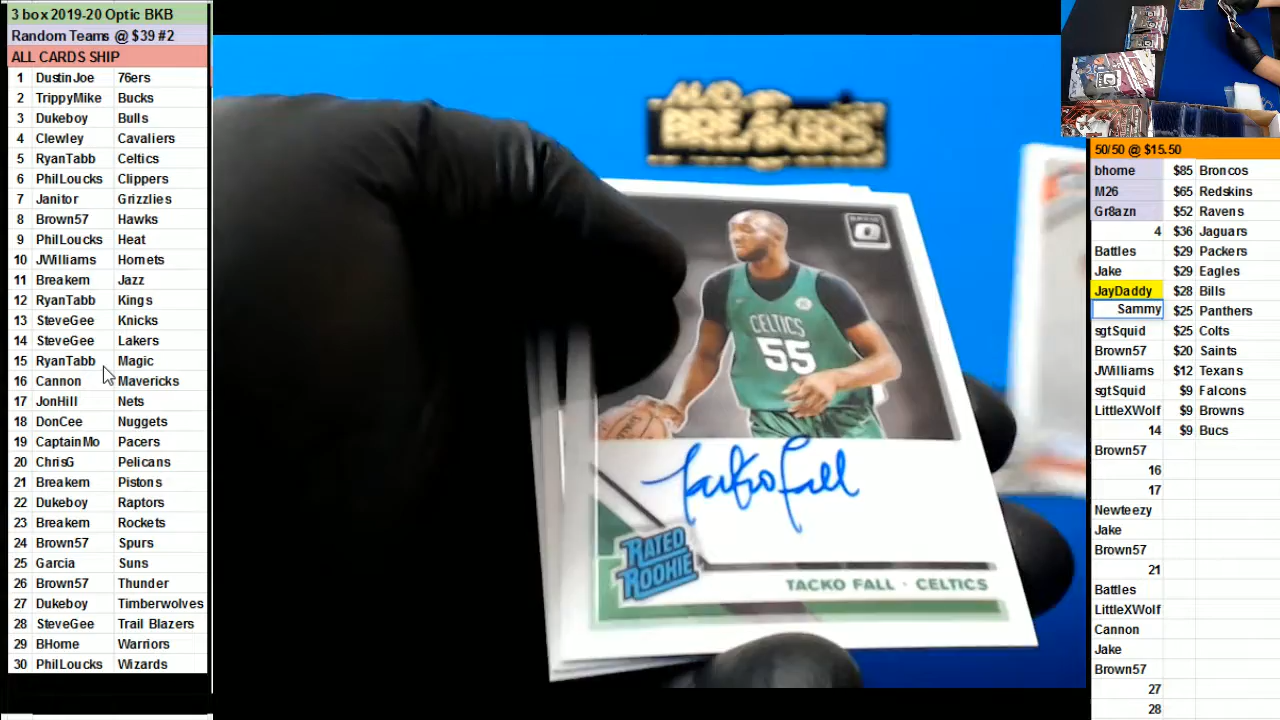 3 box 2019-20 Optic BKB
Random Teams @ $39 #2
ALL CARDS SHIP
1 DustinJoe 76ers
2 TrippyMike Bucks
3 Dukeboy Bulls
4 Clewley Cavaliers
5 RyanTabb Celtics
6 PhilLoucks Clippers
7 Janitor Grizzlies
8 Brown57 Hawks
9 PhilLoucks Heat
10 JWilliams Hornets
11 Breakem Jazz
12 RyanTabb Kings
13 SteveGee Knicks
14 SteveGee Lakers
15 RyanTabb Magic
16 Cannon Mavericks
17 JonHill Nets
18 DonCee Nuggets
19 CaptainMo Pacers
20 ChrisG Pelicans
21 Breakem Pistons
22 Dukeboy Raptors
23 Breakem Rockets
24 Brown57 Spurs
25 Garcia Suns
26 Brown57 Thunder
27 Dukeboy Timberwolves
28 SteveGee Trail Blazers
29 BHome Warriors
30 PhilLoucks Wizards
BREAKERS
CELTICS
55
Tacko Fall
RATED
ROOKIE
TACKO FALL · CELTICS
50/50 @ $15.50
bhome $85 Broncos
M26 $65 Redskins
Gr8azn $52 Ravens
4 $36 Jaguars
Battles $29 Packers
Jake $29 Eagles
JayDaddy $28 Bills
Sammy $25 Panthers
sgtSquid $25 Colts
Brown57 $20 Saints
JWilliams $12 Texans
sgtSquid $9 Falcons
LittleXWolf $9 Browns
14 $9 Bucs
Brown57
16
17
Newteezy
Jake
Brown57
21
Battles
LittleXWolf
Cannon
Jake
Brown57
27
28